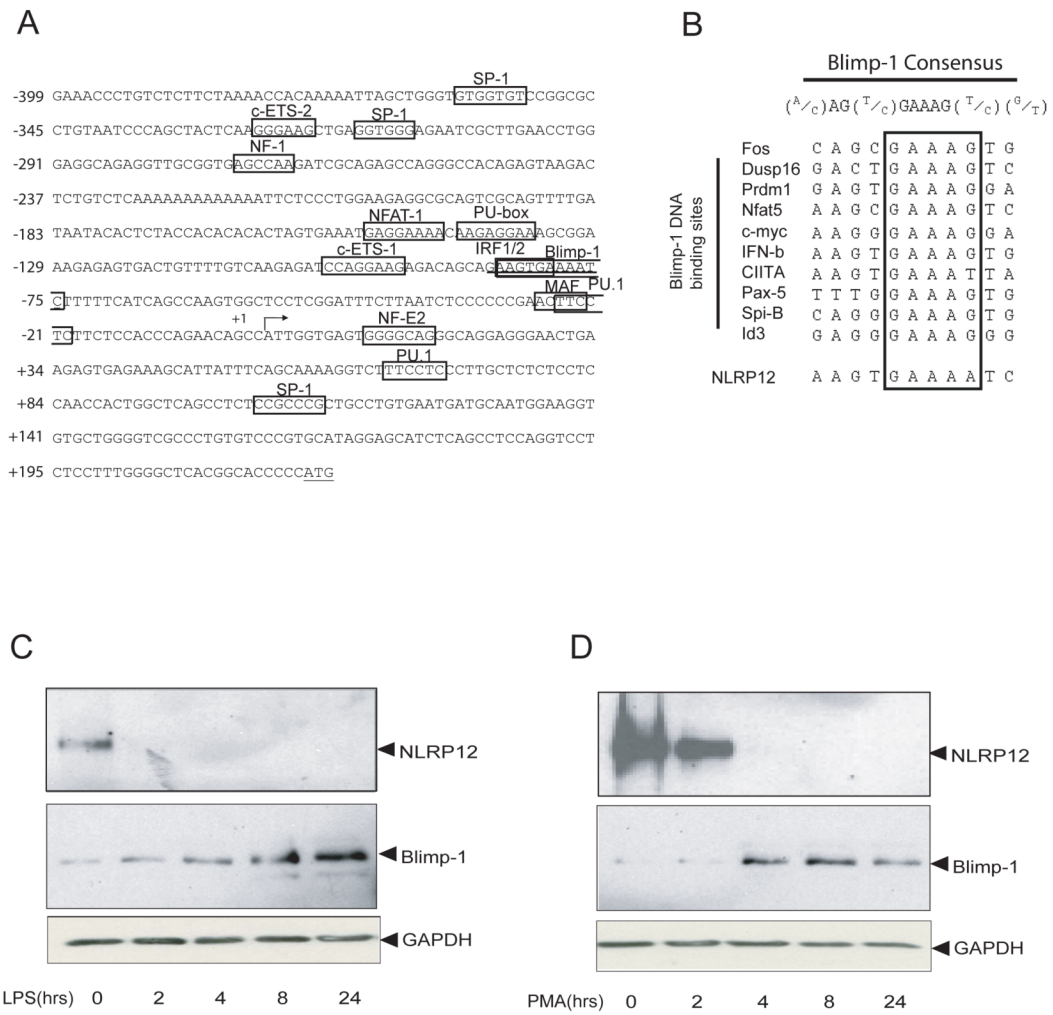 A
SP-1
-399 GAAACCCTGTCTCTTCTAAAACCACAAAAATTAGCTGGGTGTGGTGTCCGGCGC
c-ETS-2 SP-1
-345 CTGTAATCCCAGCTACTCAAGGGAAGCTGAGGTGGGAGAATCGCTTGAACCTGG
NF-1
-291 GAGGCAGAGGTTGCGGTGAGCCAAGATCGCAGAGCCAGGGCCACAGAGTAAGAC
-237 TCTGTCTCAAAAAAAAAAAAATTCTCCCTGGAAGAGGCGCAGTCGCAGTTTTGA
NFAT-1 PU-box
-183 TAATACACTCTACCACACACACTAGTGAAATGAGGAAAACAAGAGGAAAGCGGA
c-ETS-1 IRF1/2 Blimp-1
-129 AAGAGAGTGACTGTTTTGTCAAGAGATCCAGGAAGAGACAGCAGAAGTGAAAAT
MAF PU.1
-75 CTTTTTCATCAGCCAAGTGGCTCCTCGGATTTCTTAATCTCCCCCCGAACTTCC
+1
NF-E2
-21 TCTTCTCCACCCAGAACAGCCATTGGTGAGTGGGGCAGGGCAGGAGGGAACTGA
PU.1
+34 AGAGTGAGAAAGCATTATTTCAGCAAAAGGTCTTTCCTCCCTTGCTCTCTCCTC
SP-1
+84 CAACCACTGGCTCAGCCTCTCCGCCCGCTGCCTGTGAATGATGCAATGGAAGGT
+141 GTGCTGGGGTCGCCCTGTGTCCCGTGCATAGGAGCATCTCAGCCTCCAGGTCCT
+195 CTCCTTTGGGGCTCACGGCACCCCCATG
B
Blimp-1 Consensus
(A/C)AG(T/C)GAAAG(T/C)(G/T)
Blimp-1 DNA
binding sites
Fos C A G C G A A A G T G
Dusp16 G A C T G A A A G T C
Prdm1 G A G T G A A A G G A
Nfat5 A A G C G A A A G T C
c-myc A A G G G A A A G G A
IFN-b A A G T G A A A G T G
CIITA A A G T G A A A T T A
Pax-5 T T T G G A A A G T G
Spi-B C A G G G A A A G T G
Id3 G A G G G A A A G G G
NLRP12 A A G T G A A A A T C
C
NLRP12
Blimp-1
GAPDH
LPS(hrs) 0 2 4 8 24
D
NLRP12
Blimp-1
GAPDH
PMA(hrs) 0 2 4 8 24